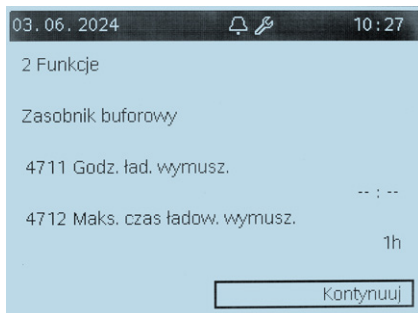 03.06.2024 10:27
2 Funkcje
Zasobnik buforowy
4711 Godz. ład. wymusz.
-- : --
4712 Maks. czas ładow. wymusz.
1h
Kontynuuj